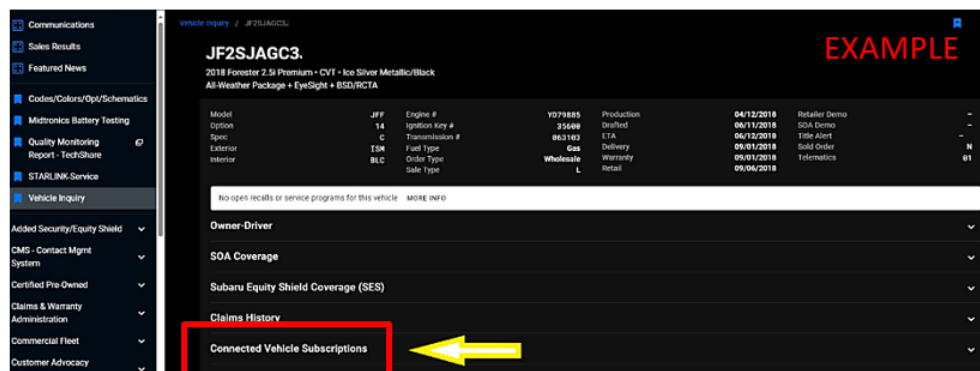 Communications
Sales Results
Featured News
Codes/Colors/Opt/Schematics
Midtronics Battery Testing
Quality Monitoring
Report - TechShare
STARLINK-Service
Vehicle Inquiry
Added Security/Equity Shield
CMS - Contact Mgmt
System
Certified Pre-Owned
Claims & Warranty
Administration
Commercial Fleet
Customer Advocacy
Vehicle Inquiry / JF2SJAGC3.
EXAMPLE
JF2SJAGC3.
2018 Forester 2.5i Premium • CVT • Ice Silver Metallic/Black
All-Weather Package + EyeSight + BSD/RCTA
Model JFF Engine # YD79885 Production 04/12/2018 Retailer Demo -
Option 14 Ignition Key # 35600 Drafted 06/11/2018 SOA Demo -
Spec C Transmission # 063103 ETA 06/12/2018 Title Alert -
Exterior ISM Fuel Type Gas Delivery 09/01/2018 Sold Order N
Interior BLC Order Type Wholesale Warranty 09/01/2018 Telematics 01
Sale Type L Retail 09/06/2018
No open recalls or service programs for this vehicle MORE INFO
Owner-Driver
SOA Coverage
Subaru Equity Shield Coverage (SES)
Claims History
Connected Vehicle Subscriptions